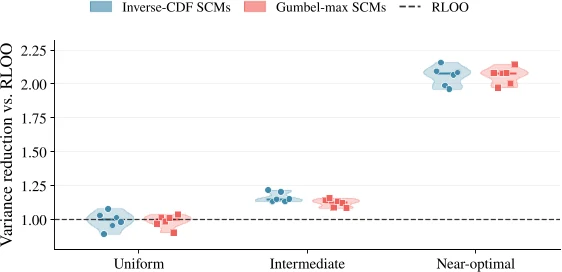 Inverse-CDF SCMs Gumbel-max SCMs RLOO
Variance reduction vs. RLOO
2.25
2.00
1.75
1.50
1.25
1.00
Uniform Intermediate Near-optimal